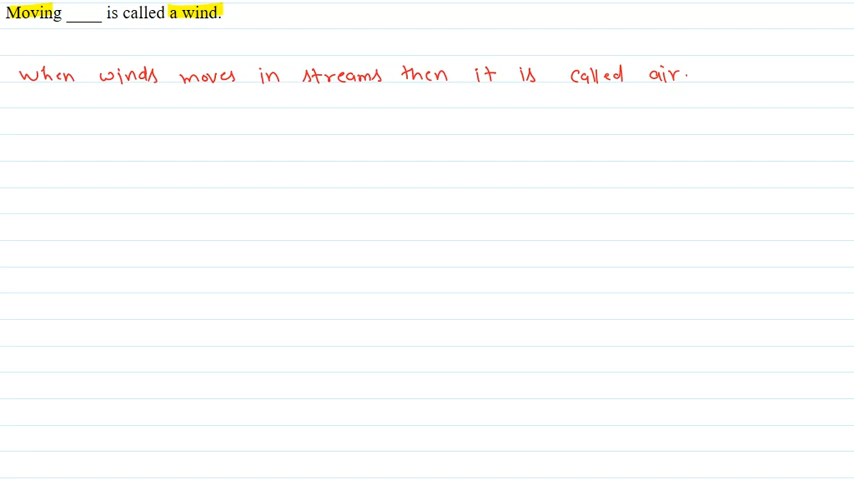 Moving ____ is called a wind.
When winds moves in streams then it is called air.